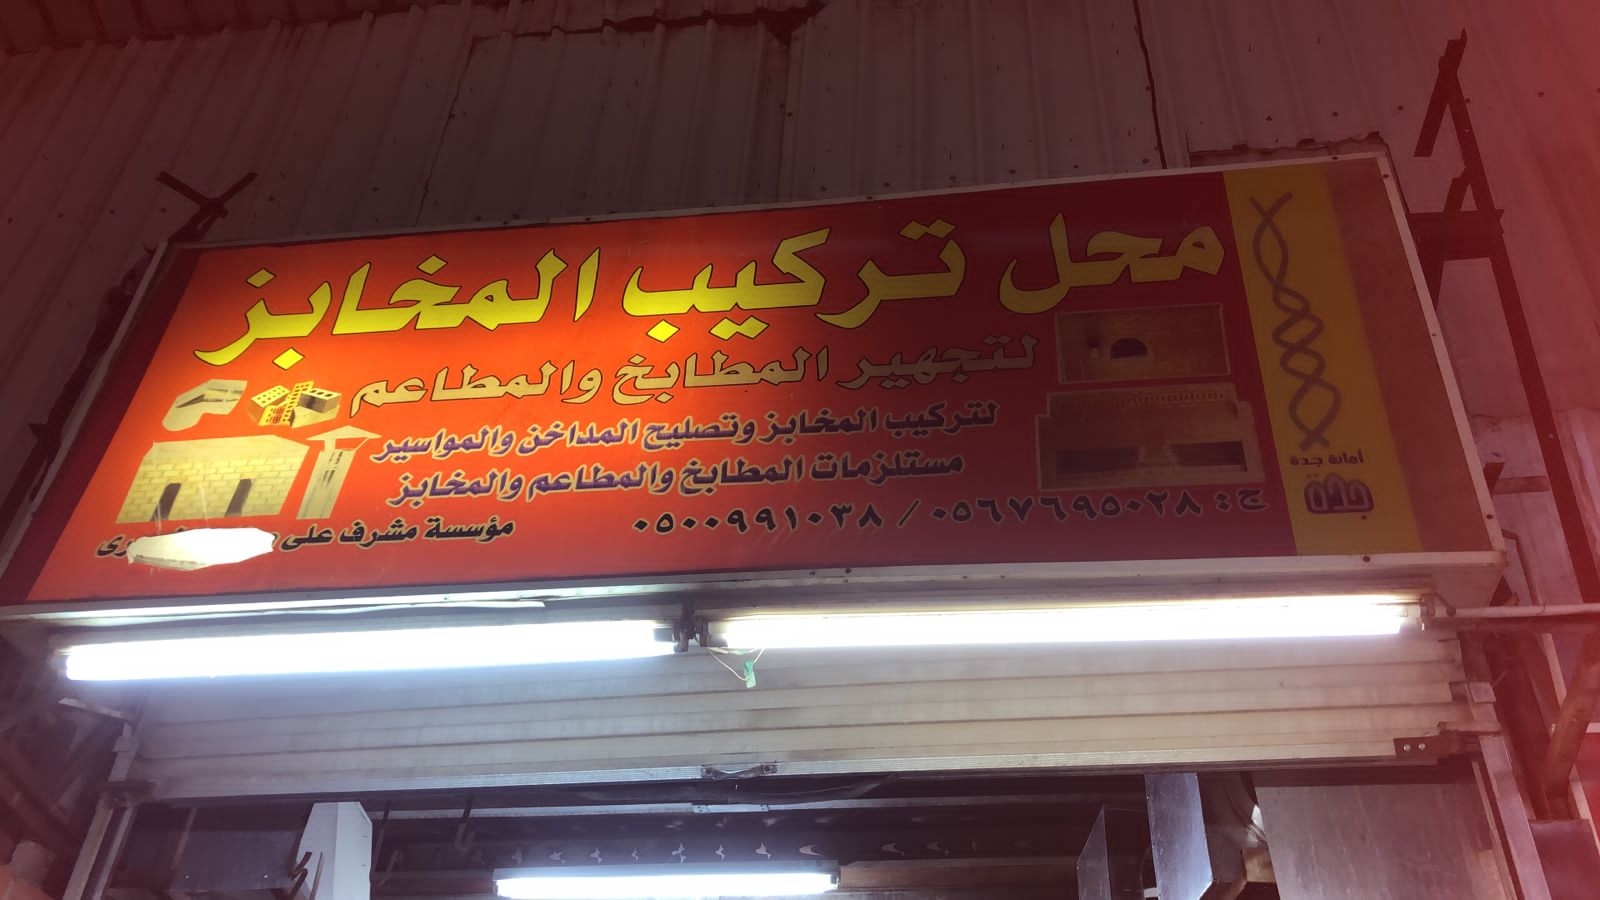 محل تركيب المخابز
لتجهير المطابخ والمطاعم
لتركيب المخابز وتصليح المداخن والمواسير
مستلزمات المطابخ والمطاعم والمخابز
ج: ٠٥٦٧٦٩٥٠٢٨ / ٠٥٠٠٩٩١٠٣٨
مؤسسة مشرف على
أمانة جدة
جدة